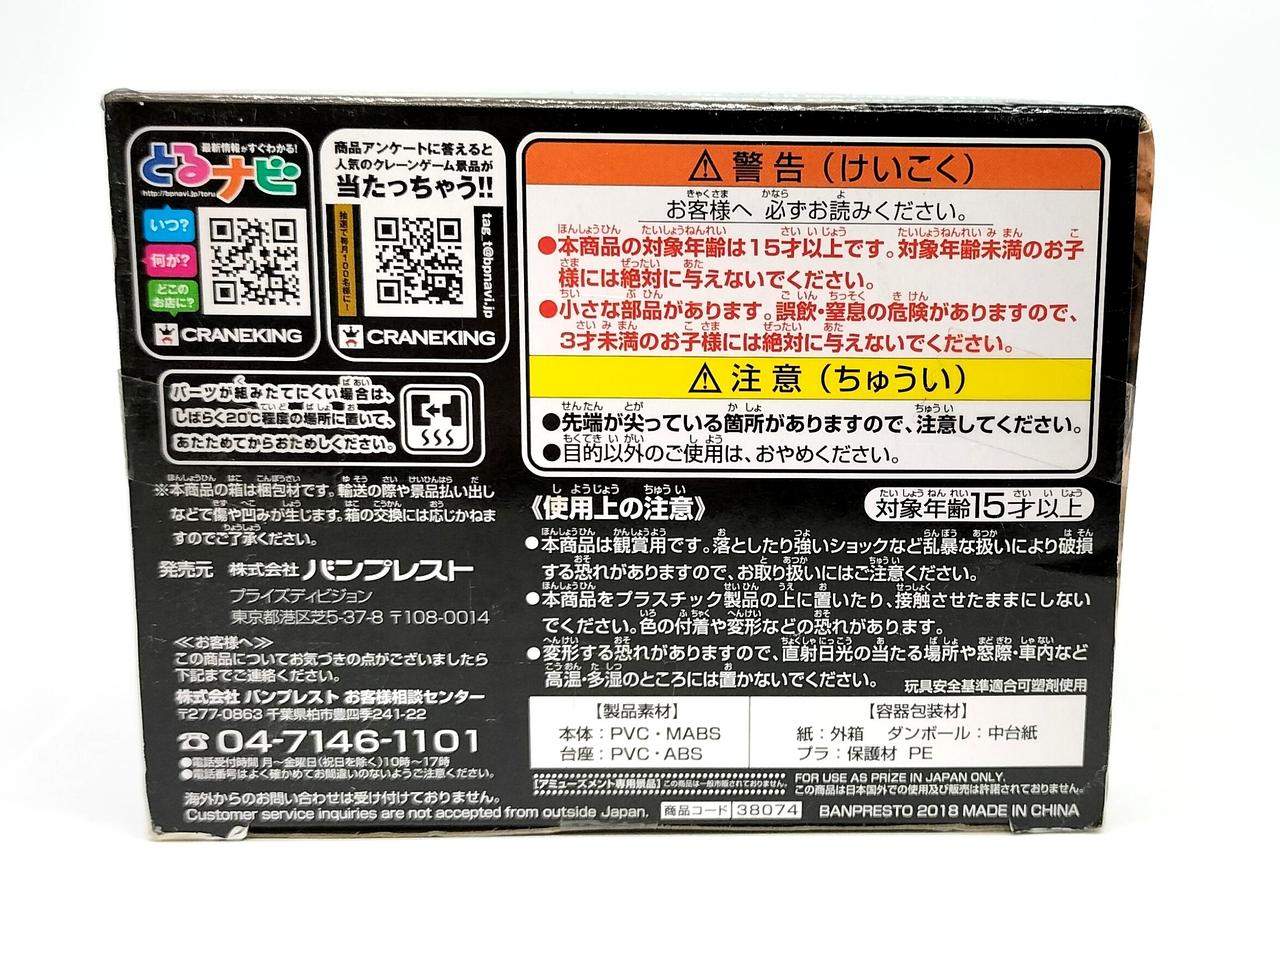 最新情報がすぐわかる!
とるナビ
http://bpnavi.jp/toru
いつ?
何が?
どこのお店に?
CRANEKING
商品アンケートに答えると
人気のクレーンゲーム景品が
当たっちゃう!!
抽選で毎月100名様に!
tag_t@bpnavi.jp
CRANEKING
パーツが組みたてにくい場合は、
しばらく20℃程度の場所に置いて、
あたためてからおためしください。
※本商品の箱は梱包材です。輸送の際や景品払い出し
などで傷や凹みが生じます。箱の交換には応じかねま
すのでご了承ください。
発売元 株式会社 バンプレスト
プライズディビジョン
東京都港区芝5-37-8 〒108-0014
≪お客様へ≫
この商品についてお気づきの点がございましたら
下記までご連絡ください。
株式会社 バンプレスト お客様相談センター
〒277-0863 千葉県柏市豊四季241-22
☎04-7146-1101
●電話受付時間 月〜金曜日(祝日を除く)10時〜17時
●電話番号はよく確かめてお間違いのないようご注意ください。
海外からのお問い合わせは受け付けておりません。
Customer service inquiries are not accepted from outside Japan.
⚠警告(けいこく)
お客様へ 必ずお読みください。
●本商品の対象年齢は15才以上です。対象年齢未満のお子
様には絶対に与えないでください。
●小さな部品があります。誤飲・窒息の危険がありますので、
3才未満のお子様には絶対に与えないでください。
⚠注意(ちゅうい)
●先端が尖っている箇所がありますので、注意してください。
●目的以外のご使用は、おやめください。
《使用上の注意》
対象年齢15才以上
●本商品は観賞用です。落としたり強いショックなど乱暴な扱いにより破損
する恐れがありますので、お取り扱いにはご注意ください。
●本商品をプラスチック製品の上に置いたり、接触させたままにしない
でください。色の付着や変形などの恐れがあります。
●変形する恐れがありますので、直射日光の当たる場所や窓際・車内など
高温・多湿のところには置かないでください。
玩具安全基準適合可塑剤使用
【製品素材】
本体:PVC・MABS
台座:PVC・ABS
【容器包装材】
紙:外箱 ダンボール:中台紙
プラ:保護材 PE
【アミューズメント専用景品】この商品は一般市販されておりません。
FOR USE AS PRIZE IN JAPAN ONLY.
この商品は日本国外での使用及び販売は許諾されておりません。
商品コード 38074
BANPRESTO 2018 MADE IN CHINA